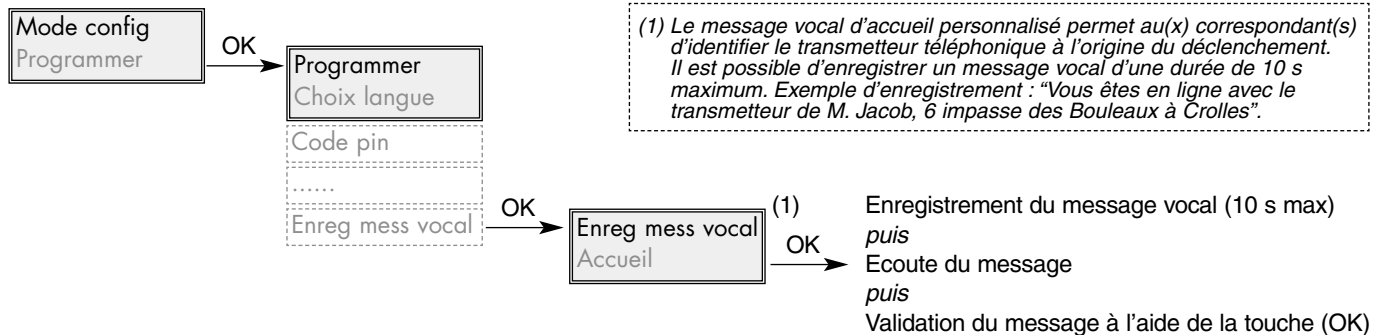 Mode config
Programmer
OK
Programmer
Choix langue
Code pin
......
Enreg mess vocal
OK
Enreg mess vocal
Accueil
(1)
OK
Enregistrement du message vocal (10 s max)
puis
Ecoute du message
puis
Validation du message à l'aide de la touche (OK)
(1) Le message vocal d'accueil personnalisé permet au(x) correspondant(s)
d'identifier le transmetteur téléphonique à l'origine du déclenchement.
Il est possible d'enregistrer un message vocal d'une durée de 10 s
maximum. Exemple d'enregistrement : “Vous êtes en ligne avec le
transmetteur de M. Jacob, 6 impasse des Bouleaux à Crolles”.